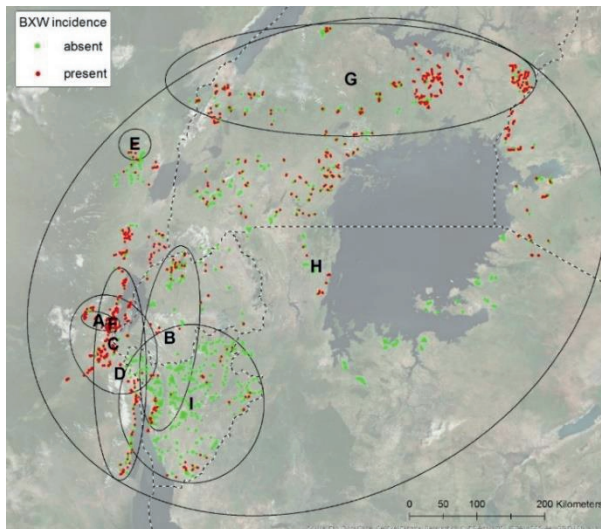 BXW incidence
absent
present
G
E
H
A
F
B
C
D
I
0 50 100 200 Kilometers